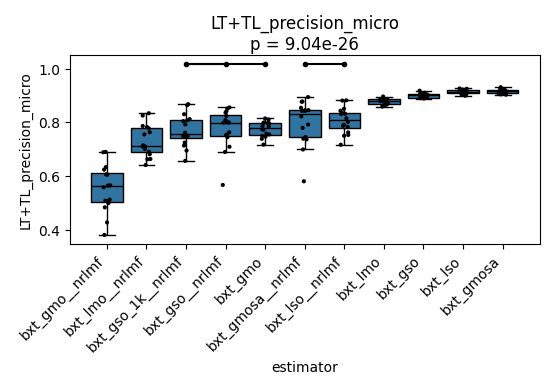 LT+TL_precision_micro
p = 9.04e-26
LT+TL_precision_micro
1.0
0.8
0.6
0.4
bxt_gmo__nrlmf
bxt_lmo__nrlmf
bxt_gso_1k__nrlmf
bxt_gso__nrlmf
bxt_gmo
bxt_gmosa__nrlmf
bxt_lso__nrlmf
bxt_lmo
bxt_gso
bxt_lso
bxt_gmosa
estimator